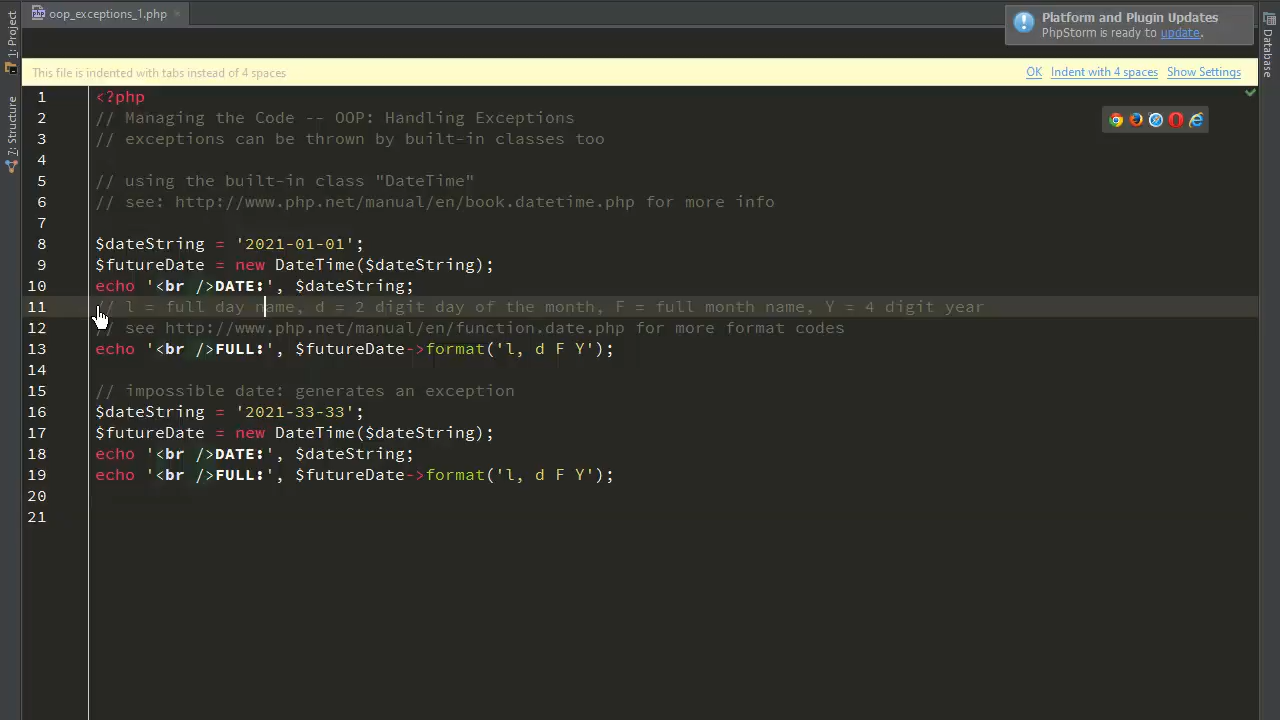 oop_exceptions_1.php
Platform and Plugin Updates
PhpStorm is ready to update.
1: Project
7: Structure
Database
This file is indented with tabs instead of 4 spaces
OK Indent with 4 spaces Show Settings
1 <?php
2 // Managing the Code -- OOP: Handling Exceptions
3 // exceptions can be thrown by built-in classes too
4
5 // using the built-in class "DateTime"
6 // see: http://www.php.net/manual/en/book.datetime.php for more info
7
8 $dateString = '2021-01-01';
9 $futureDate = new DateTime($dateString);
10 echo '<br />DATE:', $dateString;
11 // l = full day name, d = 2 digit day of the month, F = full month name, Y = 4 digit year
12 // see http://www.php.net/manual/en/function.date.php for more format codes
13 echo '<br />FULL:', $futureDate->format('l, d F Y');
14
15 // impossible date: generates an exception
16 $dateString = '2021-33-33';
17 $futureDate = new DateTime($dateString);
18 echo '<br />DATE:', $dateString;
19 echo '<br />FULL:', $futureDate->format('l, d F Y');
20
21